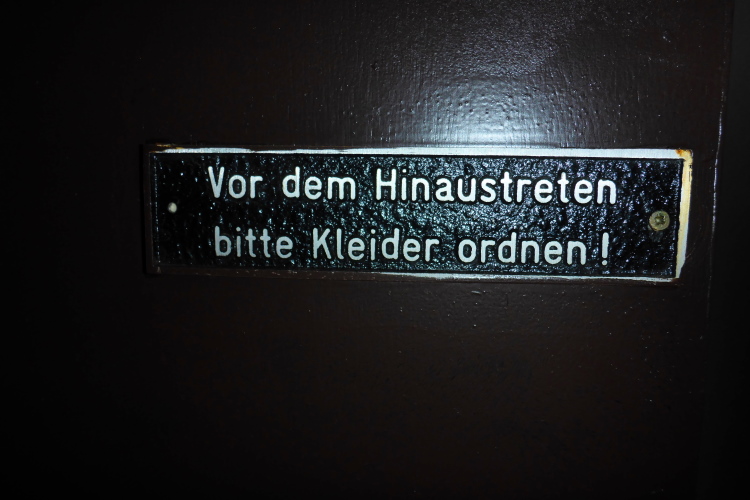 Vor dem Hinaustreten
bitte Kleider ordnen!